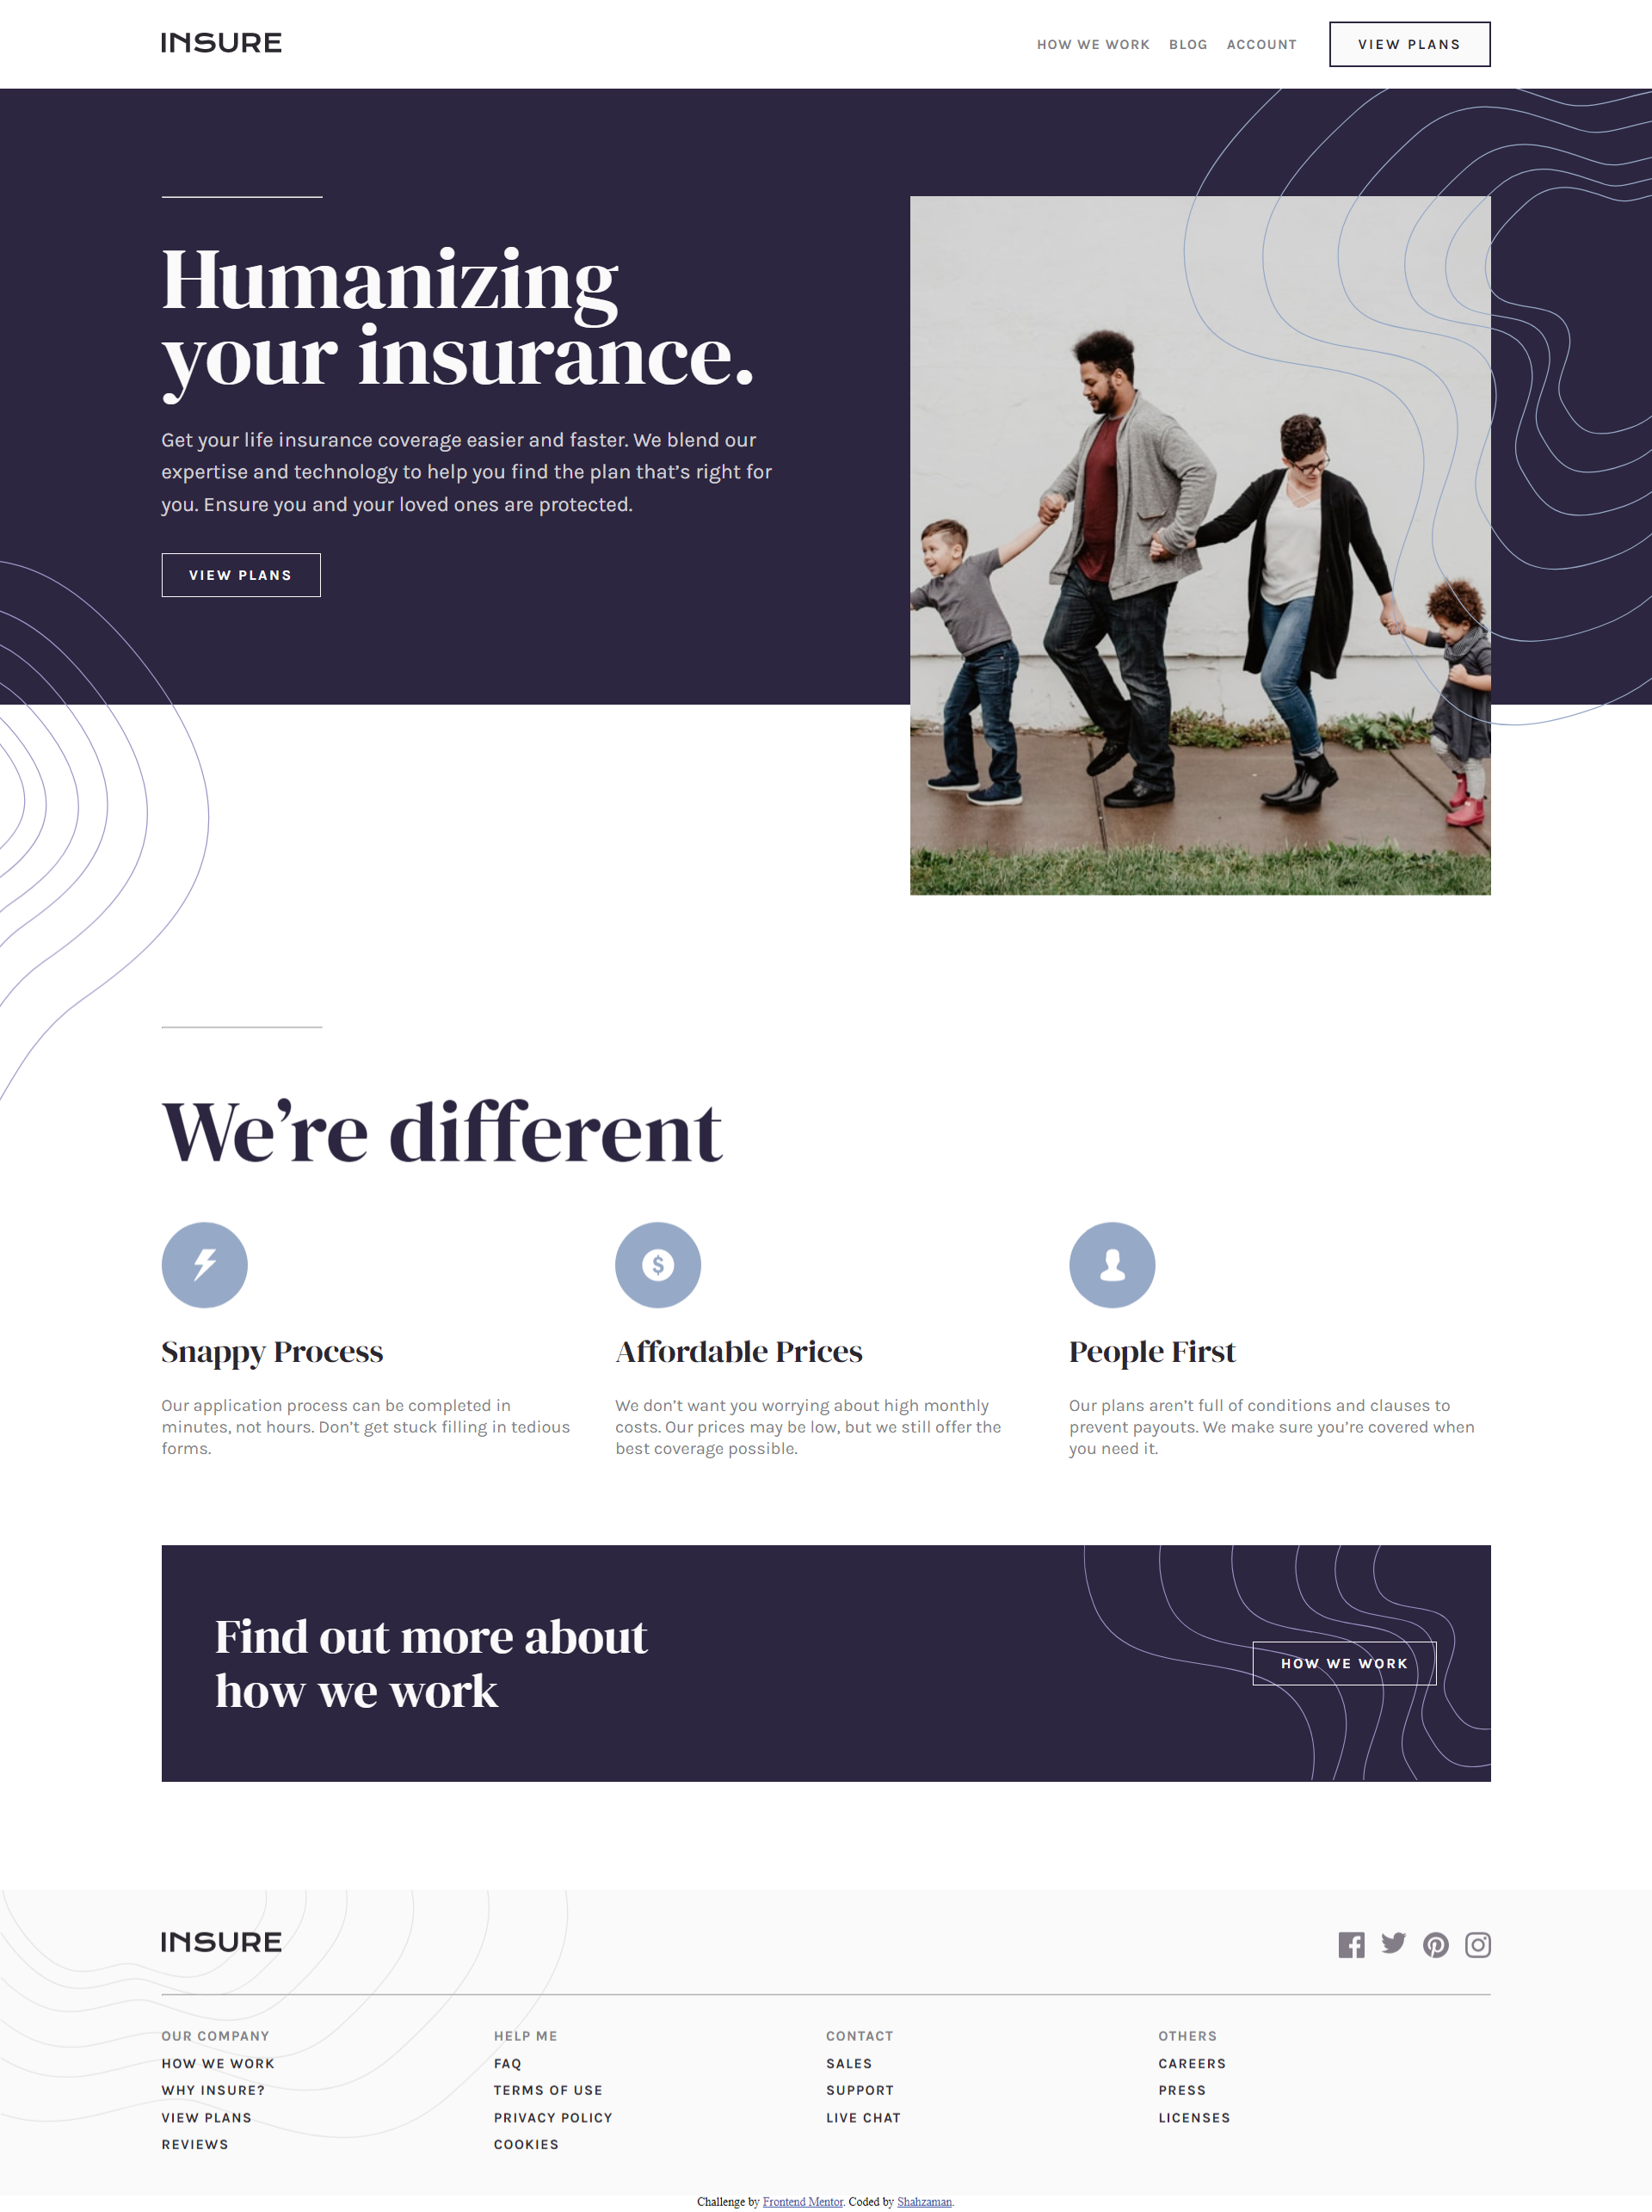 INSURE
HOW WE WORK BLOG ACCOUNT VIEW PLANS
Humanizing
your insurance.
Get your life insurance coverage easier and faster. We blend our
expertise and technology to help you find the plan that’s right for
you. Ensure you and your loved ones are protected.
VIEW PLANS
We’re different
Snappy Process
Our application process can be completed in
minutes, not hours. Don’t get stuck filling in tedious
forms.
Affordable Prices
We don’t want you worrying about high monthly
costs. Our prices may be low, but we still offer the
best coverage possible.
People First
Our plans aren’t full of conditions and clauses to
prevent payouts. We make sure you’re covered when
you need it.
Find out more about
how we work
HOW WE WORK
INSURE
OUR COMPANY
HOW WE WORK
WHY INSURE?
VIEW PLANS
REVIEWS
HELP ME
FAQ
TERMS OF USE
PRIVACY POLICY
COOKIES
CONTACT
SALES
SUPPORT
LIVE CHAT
OTHERS
CAREERS
PRESS
LICENSES
Challenge by Frontend Mentor. Coded by Shahzaman.